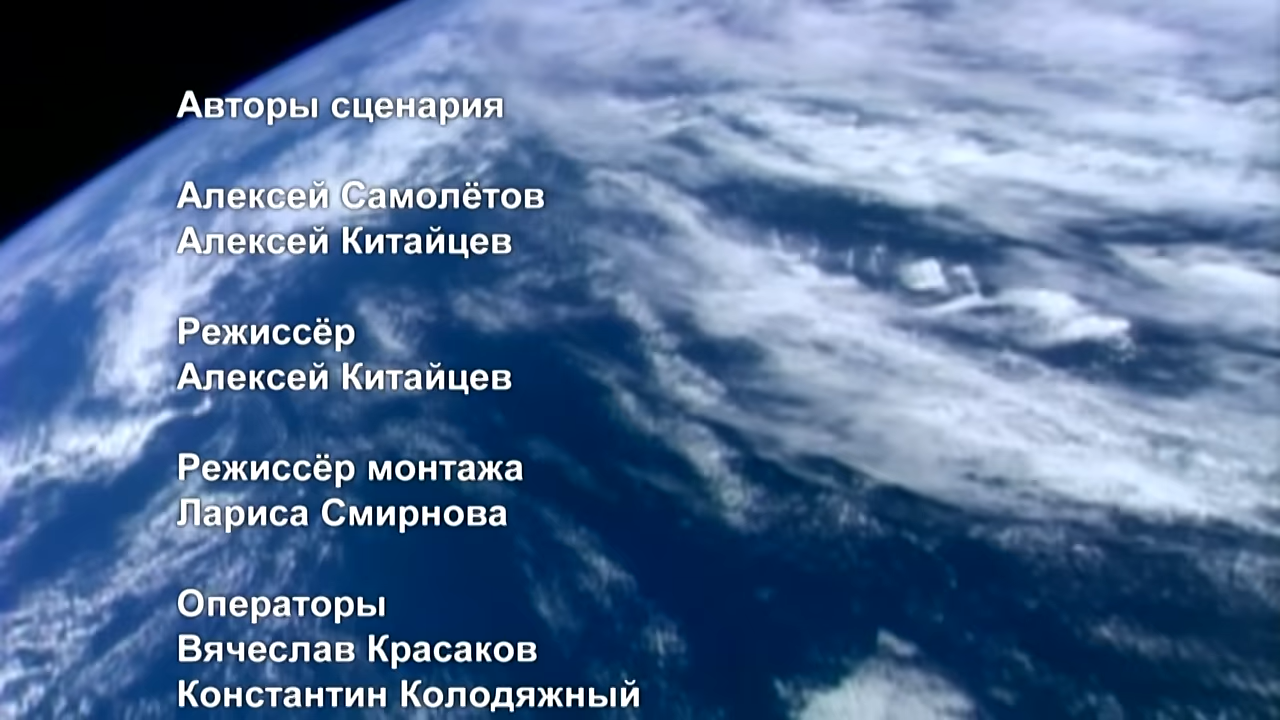 Авторы сценария
Алексей Самолётов
Алексей Китайцев
Режиссёр
Алексей Китайцев
Режиссёр монтажа
Лариса Смирнова
Операторы
Вячеслав Красаков
Константин Колодяжный